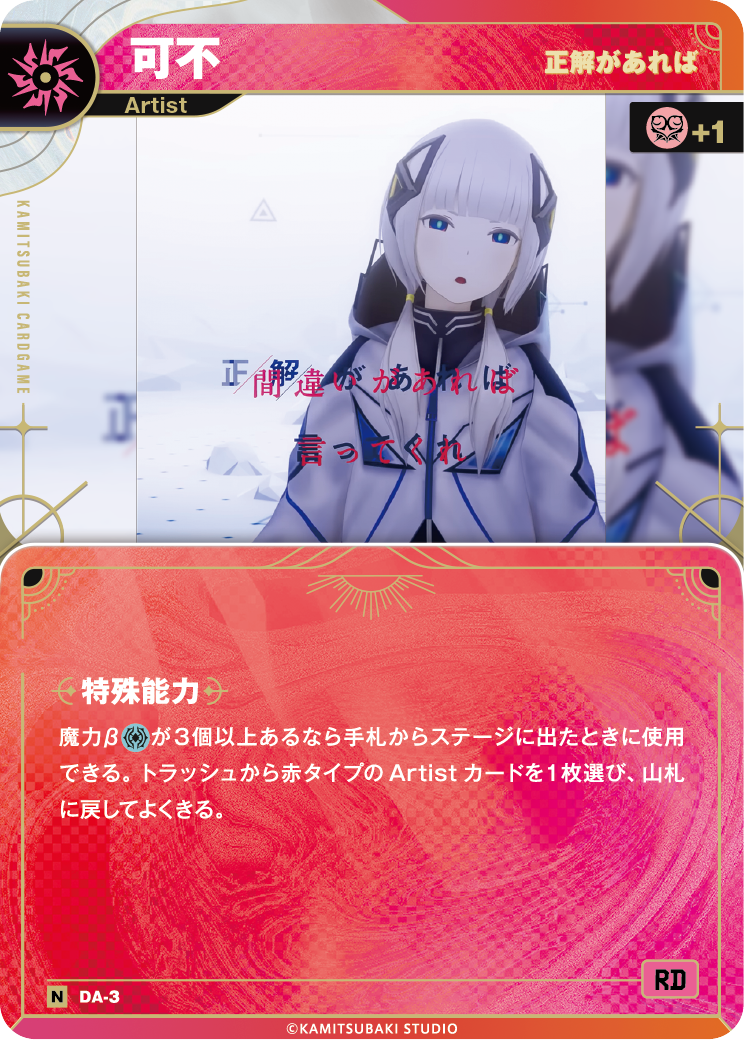 可不
正解があれば
Artist
+1
KAMITSUBAKI CARDGAME
正解があれば
間違いがあれば
言ってくれ
特殊能力
魔力βが3個以上あるなら手札からステージに出たときに使用
できる。トラッシュから赤タイプのArtistカードを1枚選び、山札
に戻してよくきる。
N DA-3
RD
©KAMITSUBAKI STUDIO